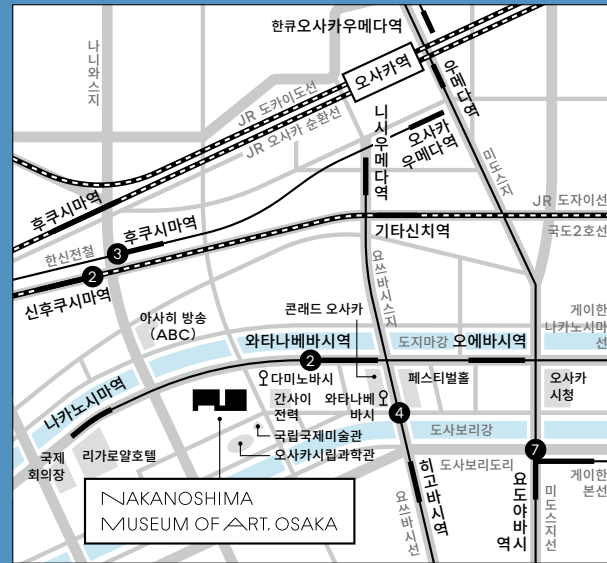 한큐오사카우메다역
나니와스지
오사카역
우메다역
JR 도카이도선
JR 오사카 순환선
니시우메다역
오사카
우메다역
미도스지
후쿠시마역
JR 도자이선
후쿠시마역
한신전철
3
기타신치역
국도2호선
2
신후쿠시마역
요쓰바시스지
아사히 방송
(ABC)
콘래드 오사카
게이한
나카노시마
선
와타나베바시역
도지마강
오에바시역
2
나카노시마역
다미노바시
페스티벌홀
오사카
시청
간사이
전력
와타나베
바시
4
국립국제미술관
도사보리강
국제
회의장
리가로얄호텔
오사카시립과학관
7
히고바시역
도사보리도리
게이한
본선
요쓰바시선
요도야바시
역
미도스지선
NAKANOSHIMA
MUSEUM OF ART, OSAKA